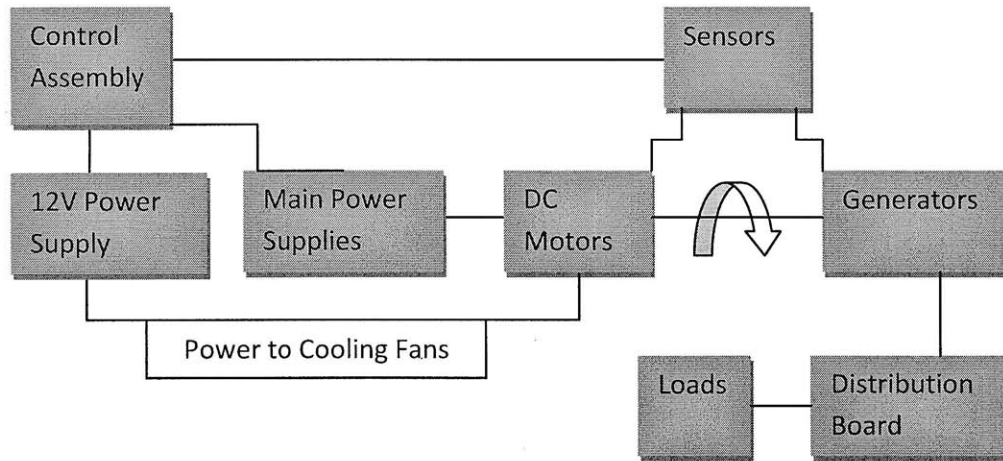 Control
Assembly
Sensors
12V Power
Supply
Main Power
Supplies
DC
Motors
Generators
Power to Cooling Fans
Loads
Distribution
Board